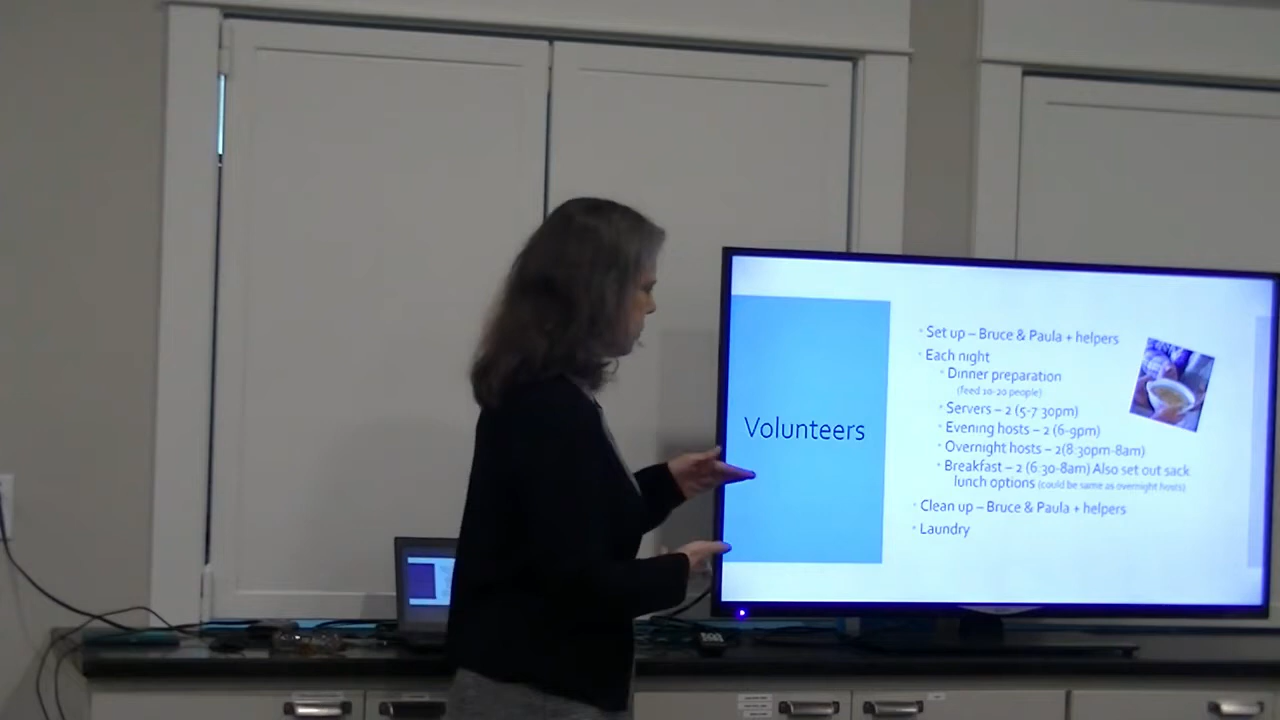 Volunteers
Set up – Bruce & Paula + helpers
Each night
Dinner preparation
(feed 10-20 people)
Servers – 2 (5-7 30pm)
Evening hosts – 2 (6-9pm)
Overnight hosts – 2(8:30pm-8am)
Breakfast – 2 (6:30-8am) Also set out sack
lunch options (could be same as overnight hosts)
Clean up – Bruce & Paula + helpers
Laundry